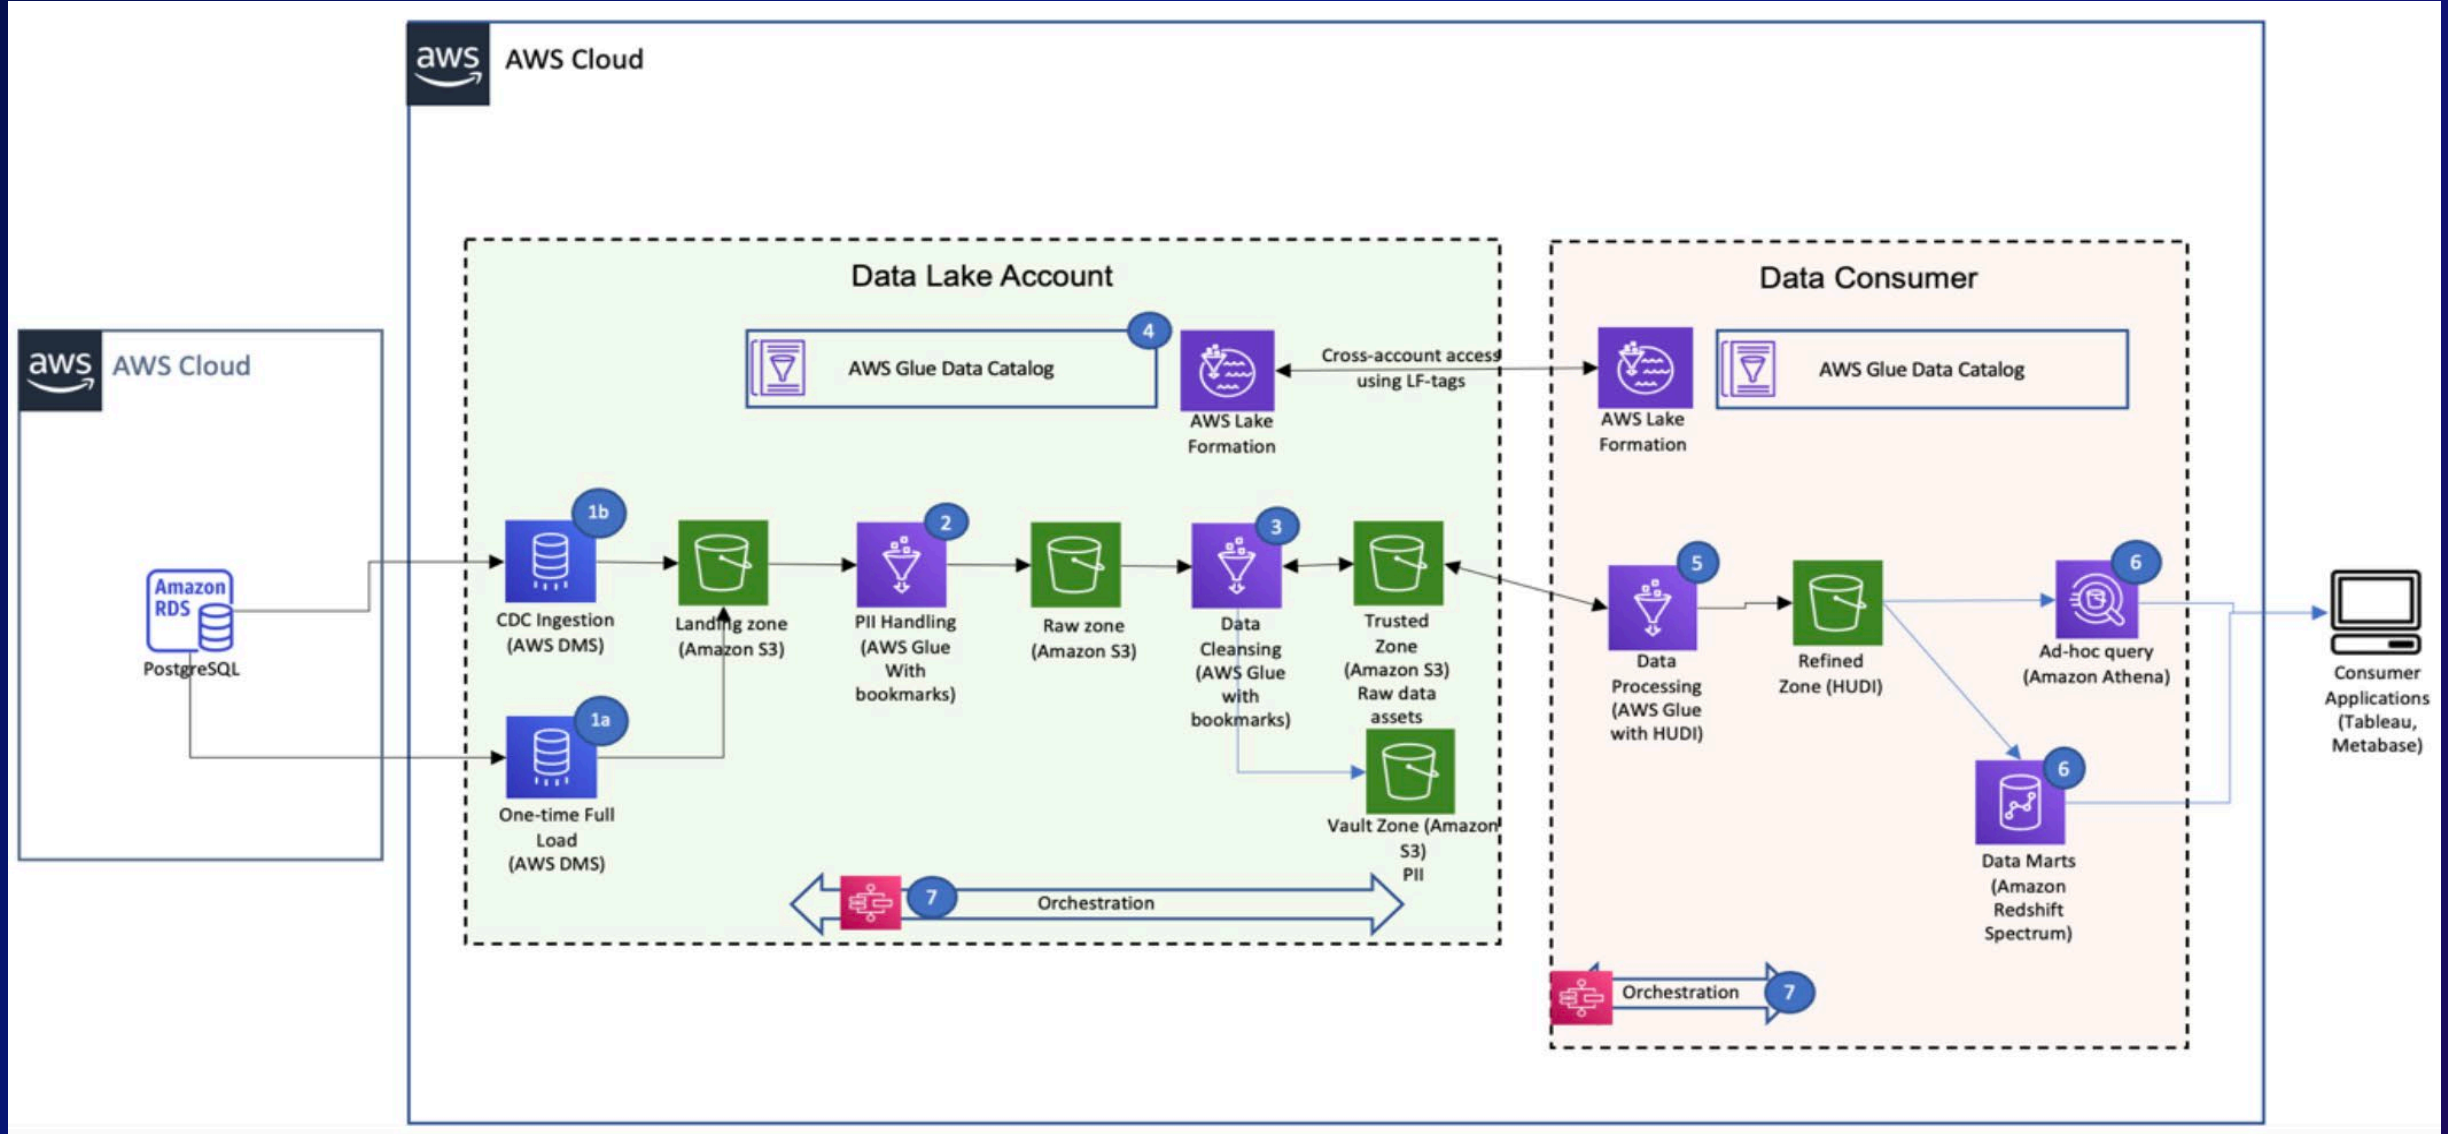 aws
AWS Cloud
aws
AWS Cloud
Amazon
RDS
PostgreSQL
Data Lake Account
4
AWS Glue Data Catalog
AWS Lake
Formation
Cross-account access
using LF-tags
1b
CDC Ingestion
(AWS DMS)
Landing zone
(Amazon S3)
2
PII Handling
(AWS Glue
With
bookmarks)
Raw zone
(Amazon S3)
3
Data
Cleansing
(AWS Glue
with
bookmarks)
Trusted
Zone
(Amazon S3)
Raw data
assets
1a
One-time Full
Load
(AWS DMS)
Vault Zone (Amazon
S3)
PII
7
Orchestration
Data Consumer
AWS Lake
Formation
AWS Glue Data Catalog
5
Data
Processing
(AWS Glue
with HUDI)
Refined
Zone (HUDI)
6
Ad-hoc query
(Amazon Athena)
6
Data Marts
(Amazon
Redshift
Spectrum)
Orchestration
7
Consumer
Applications
(Tableau,
Metabase)